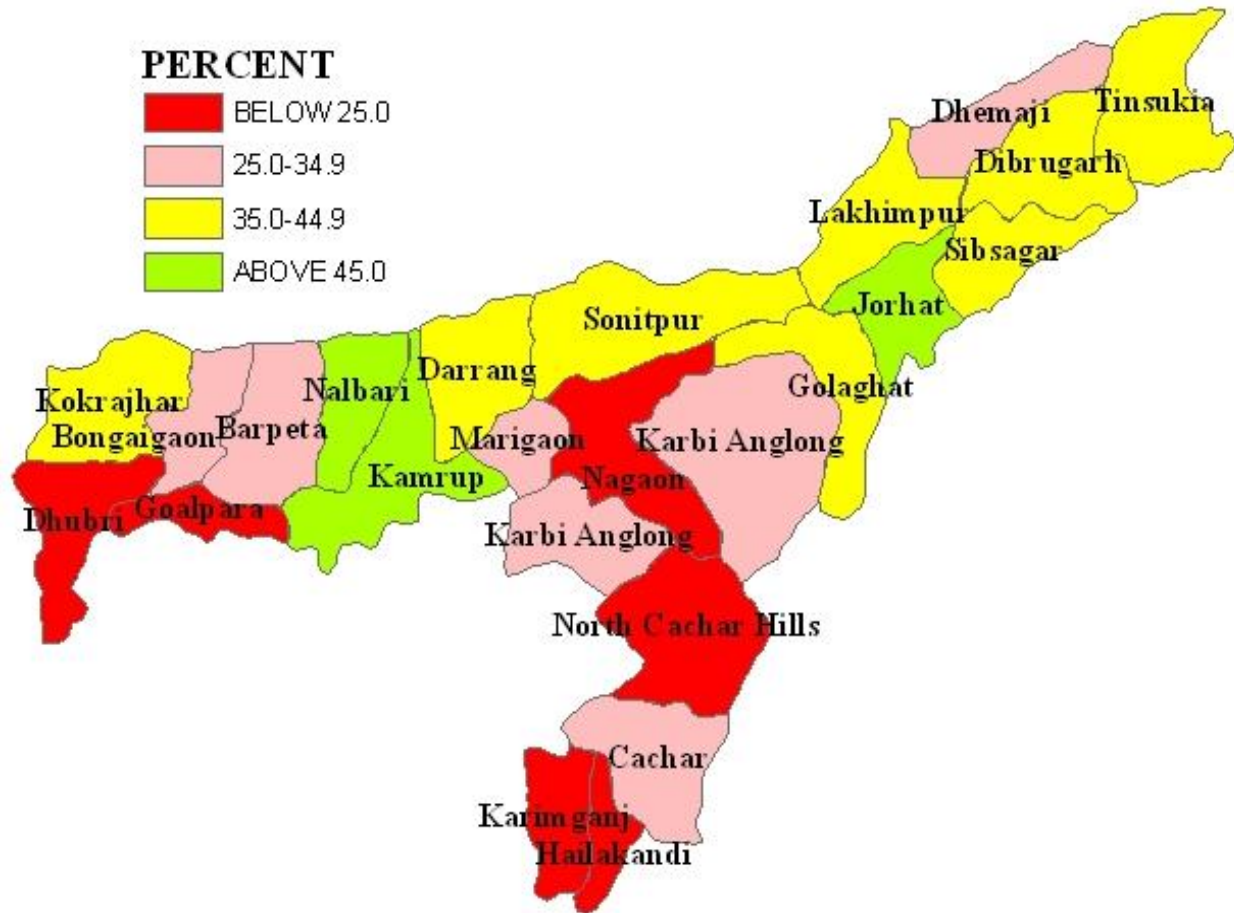 PERCENT
BELOW 25.0
25.0-34.9
35.0-44.9
ABOVE 45.0
Tinsukia
Dhemaji
Dibrugarh
Lakhimpur
Sibsagar
Jorhat
Sonitpur
Darrang
Nalbari
Golaghat
Kokrajhar
Bongaigaon
Barpeta
Marigaon
Karbi Anglong
Kamrup
Nagaon
Goalpara
Dhubri
Karbi Anglong
North Cachar Hills
Cachar
Karimganj
Hailakandi